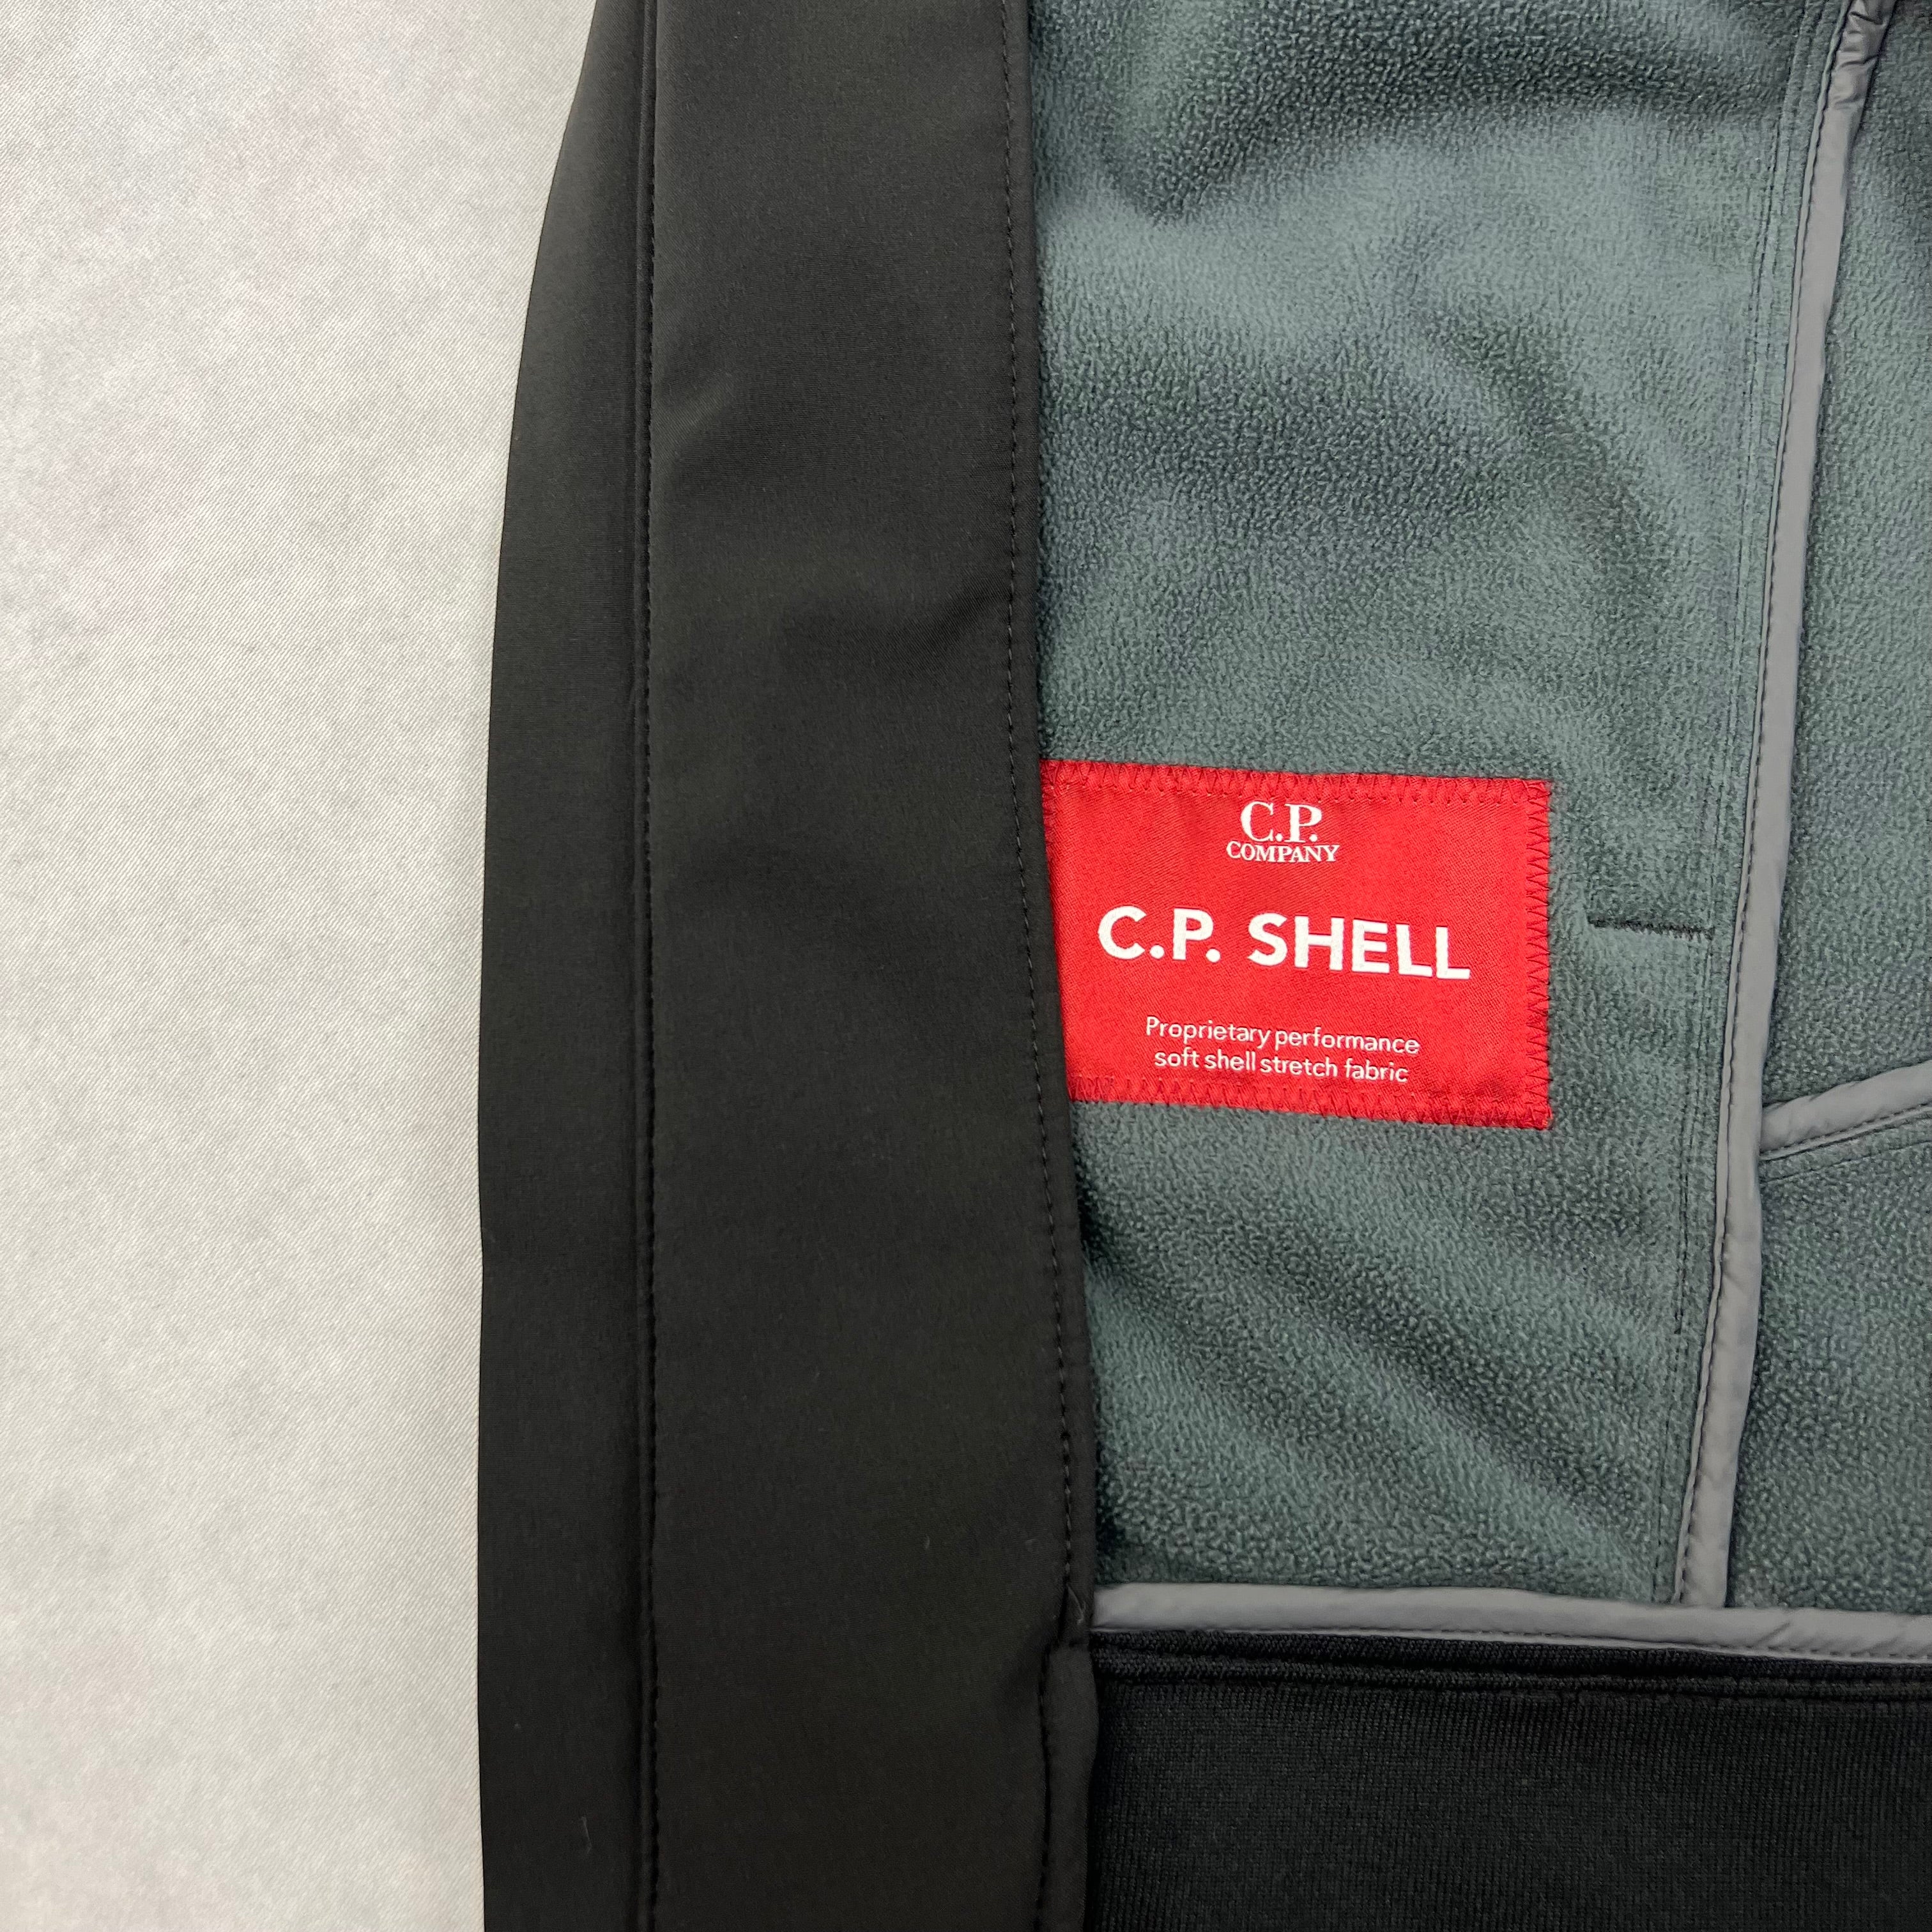 C.P.
COMPANY
C.P. SHELL
Proprietary performance
soft shell stretch fabric